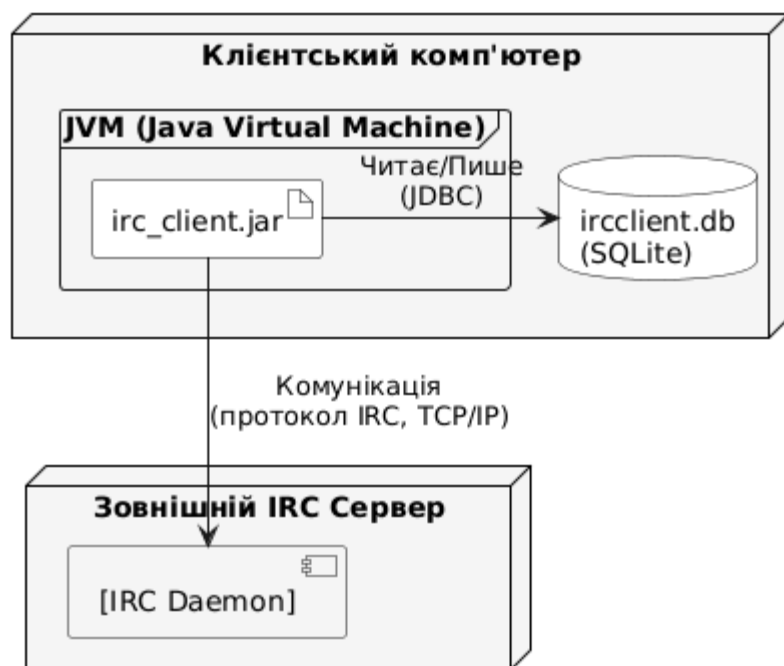 Клієнтський комп'ютер
JVM (Java Virtual Machine)
Читає/Пише
(JDBC)
irc_client.jar
ircclient.db
(SQLite)
Комунікація
(протокол IRC, TCP/IP)
Зовнішній IRC Сервер
[IRC Daemon]